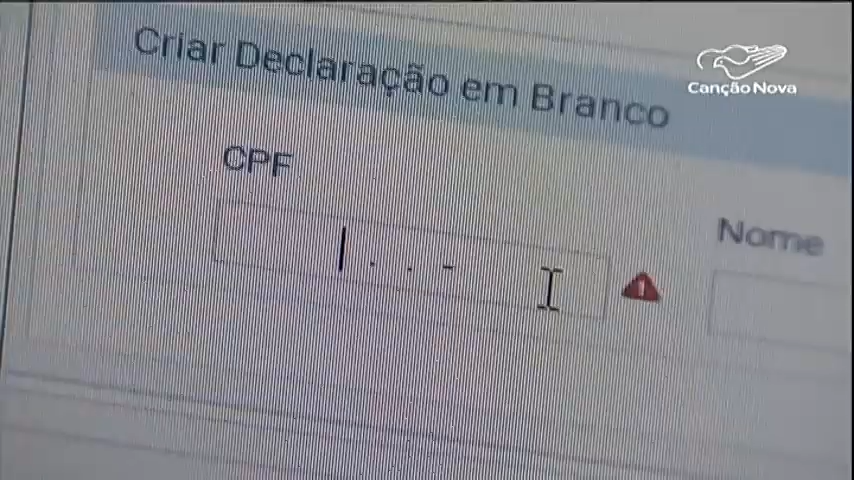 Criar Declaração em Branco
Canção Nova
CPF
Nome
. . -